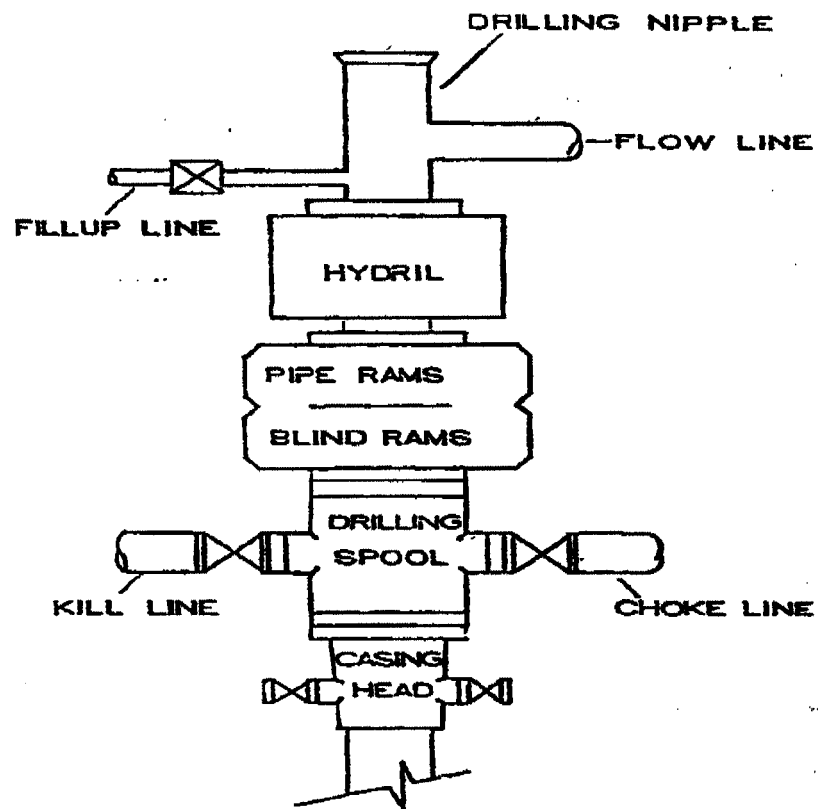 DRILLING NIPPLE
FLOW LINE
FILLUP LINE
HYDRIL
PIPE RAMS
BLIND RAMS
DRILLING
SPOOL
KILL LINE
CHOKE LINE
CASING
HEAD